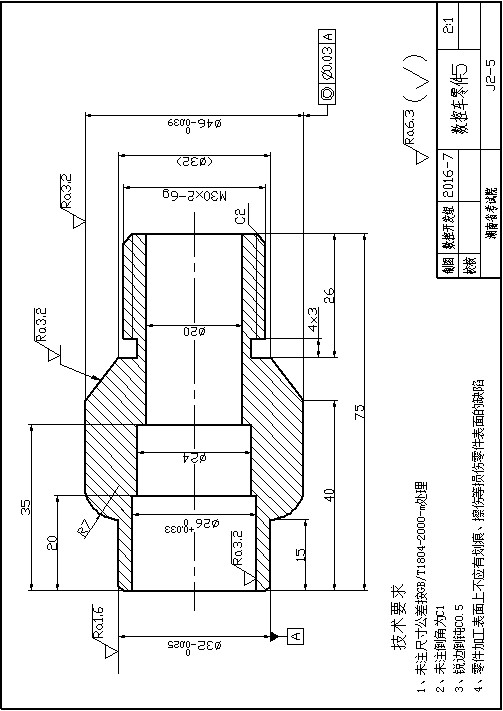 Ra6.3 (√)
◎ Ø0.03 A
Ø46 0 -0.039
(Ø32)
M30×2-6g
C2
Ra3.2
Ra3.2
Ra1.6
Ra3.2
R7
Ø20
Ø24
Ø26 +0.033 0
Ø32 0 -0.025
A
4×3
26
15
40
75
20
35
技术要求
1、未注尺寸公差按GB/T1804-2000-m处理
2、未注倒角为C1
3、锐边倒钝C0.5
4、零件加工表面上不应有划痕、擦伤等损伤零件表面的缺陷
制图 数控开发组 2016-7 数控车零件5 2:1
校核
湖南省考试院 J2-5